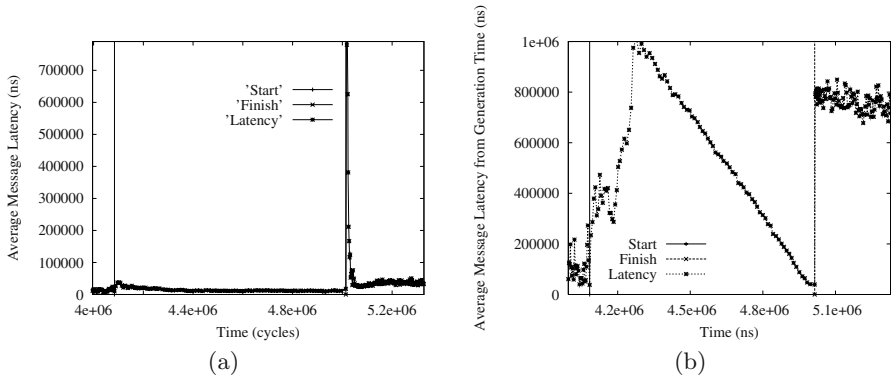 Average Message Latency (ns)
700000
600000
500000
400000
300000
200000
100000
0
'Start'
'Finish'
'Latency'
4e+06
4.4e+06
4.8e+06
5.2e+06
Time (cycles)
(a)
Average Message Latency from Generation Time (ns)
1e+06
800000
600000
400000
200000
0
Start
Finish
Latency
4.2e+06
4.5e+06
4.8e+06
5.1e+06
Time (ns)
(b)